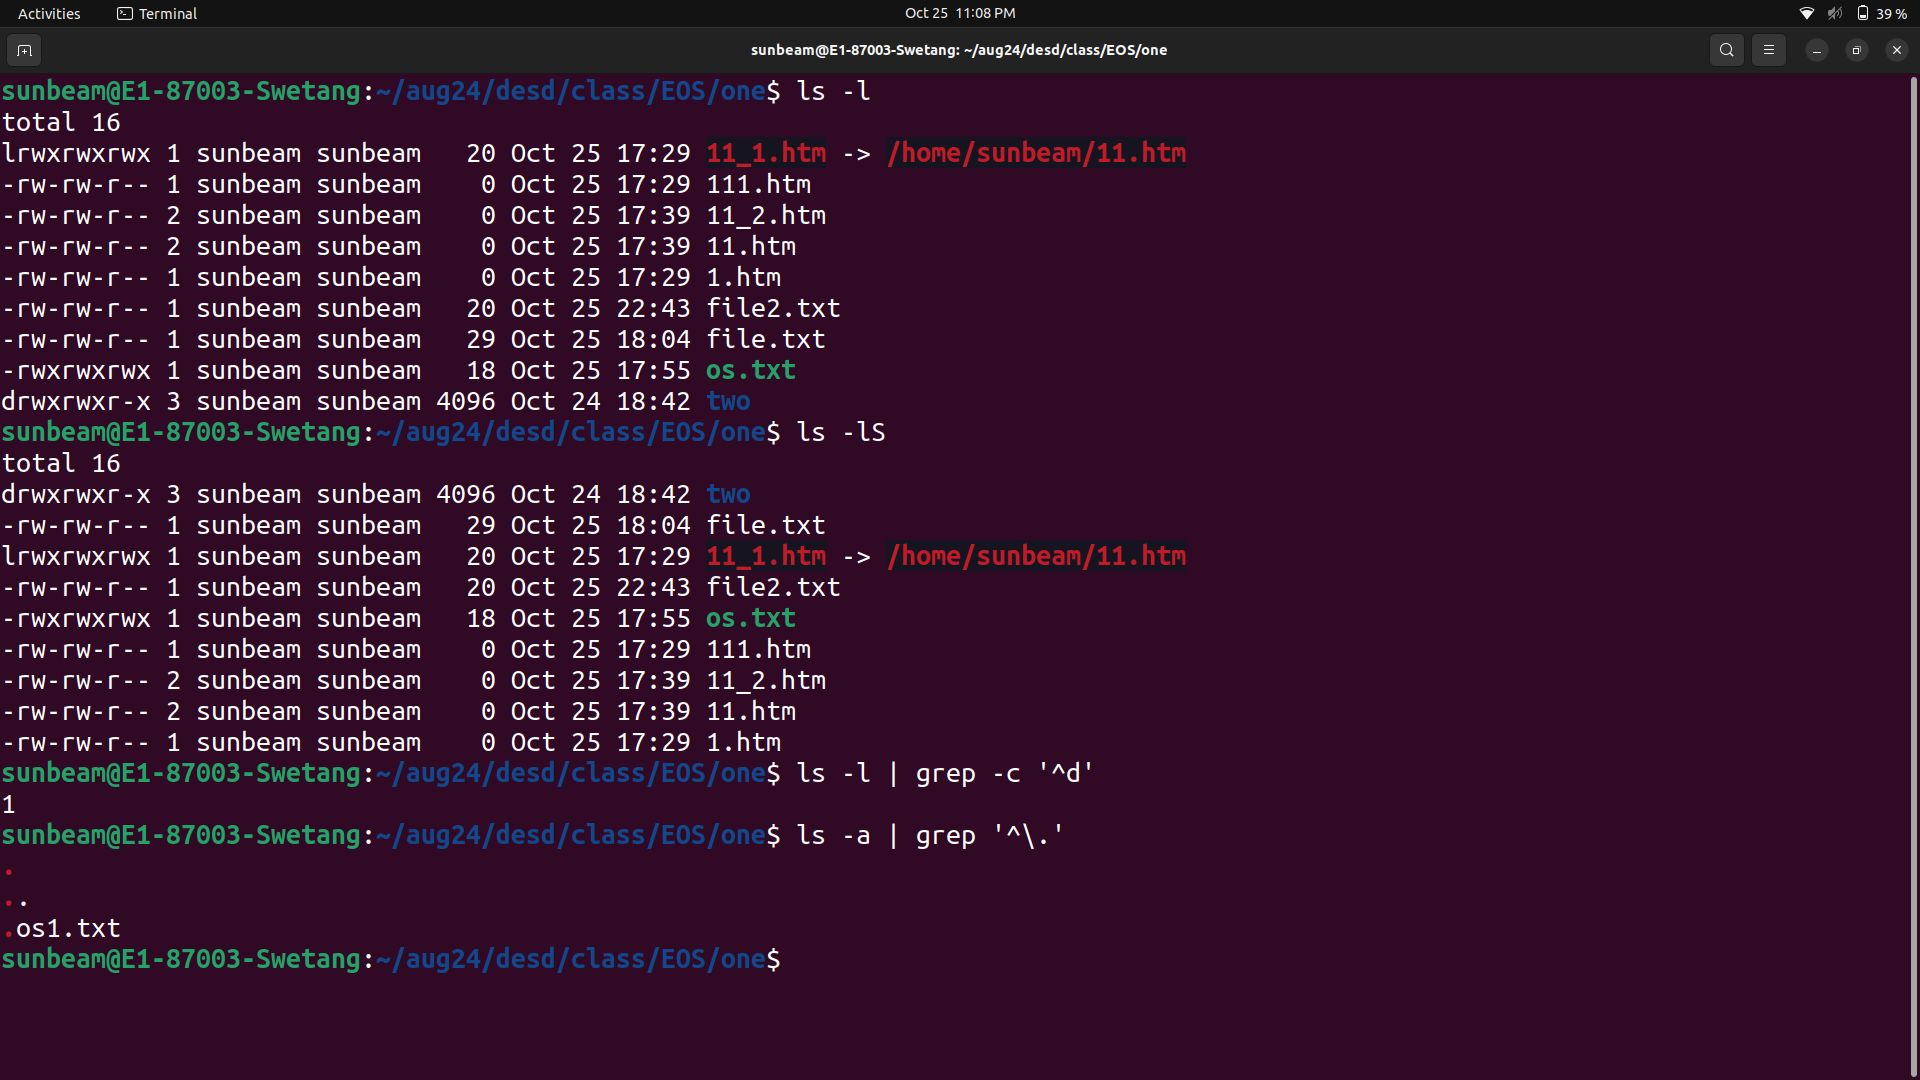 Activities Terminal Oct 25 11:08 PM 39 %
sunbeam@E1-87003-Swetang: ~/aug24/desd/class/EOS/one
sunbeam@E1-87003-Swetang:~/aug24/desd/class/EOS/one$ ls -l
total 16
lrwxrwxrwx 1 sunbeam sunbeam   20 Oct 25 17:29 11_1.htm -> /home/sunbeam/11.htm
-rw-rw-r-- 1 sunbeam sunbeam    0 Oct 25 17:29 111.htm
-rw-rw-r-- 2 sunbeam sunbeam    0 Oct 25 17:39 11_2.htm
-rw-rw-r-- 2 sunbeam sunbeam    0 Oct 25 17:39 11.htm
-rw-rw-r-- 1 sunbeam sunbeam    0 Oct 25 17:29 1.htm
-rw-rw-r-- 1 sunbeam sunbeam   20 Oct 25 22:43 file2.txt
-rw-rw-r-- 1 sunbeam sunbeam   29 Oct 25 18:04 file.txt
-rwxrwxrwx 1 sunbeam sunbeam   18 Oct 25 17:55 os.txt
drwxrwxr-x 3 sunbeam sunbeam 4096 Oct 24 18:42 two
sunbeam@E1-87003-Swetang:~/aug24/desd/class/EOS/one$ ls -lS
total 16
drwxrwxr-x 3 sunbeam sunbeam 4096 Oct 24 18:42 two
-rw-rw-r-- 1 sunbeam sunbeam   29 Oct 25 18:04 file.txt
lrwxrwxrwx 1 sunbeam sunbeam   20 Oct 25 17:29 11_1.htm -> /home/sunbeam/11.htm
-rw-rw-r-- 1 sunbeam sunbeam   20 Oct 25 22:43 file2.txt
-rwxrwxrwx 1 sunbeam sunbeam   18 Oct 25 17:55 os.txt
-rw-rw-r-- 1 sunbeam sunbeam    0 Oct 25 17:29 111.htm
-rw-rw-r-- 2 sunbeam sunbeam    0 Oct 25 17:39 11_2.htm
-rw-rw-r-- 2 sunbeam sunbeam    0 Oct 25 17:39 11.htm
-rw-rw-r-- 1 sunbeam sunbeam    0 Oct 25 17:29 1.htm
sunbeam@E1-87003-Swetang:~/aug24/desd/class/EOS/one$ ls -l | grep -c '^d'
1
sunbeam@E1-87003-Swetang:~/aug24/desd/class/EOS/one$ ls -a | grep '^\.'
.
..
.os1.txt
sunbeam@E1-87003-Swetang:~/aug24/desd/class/EOS/one$